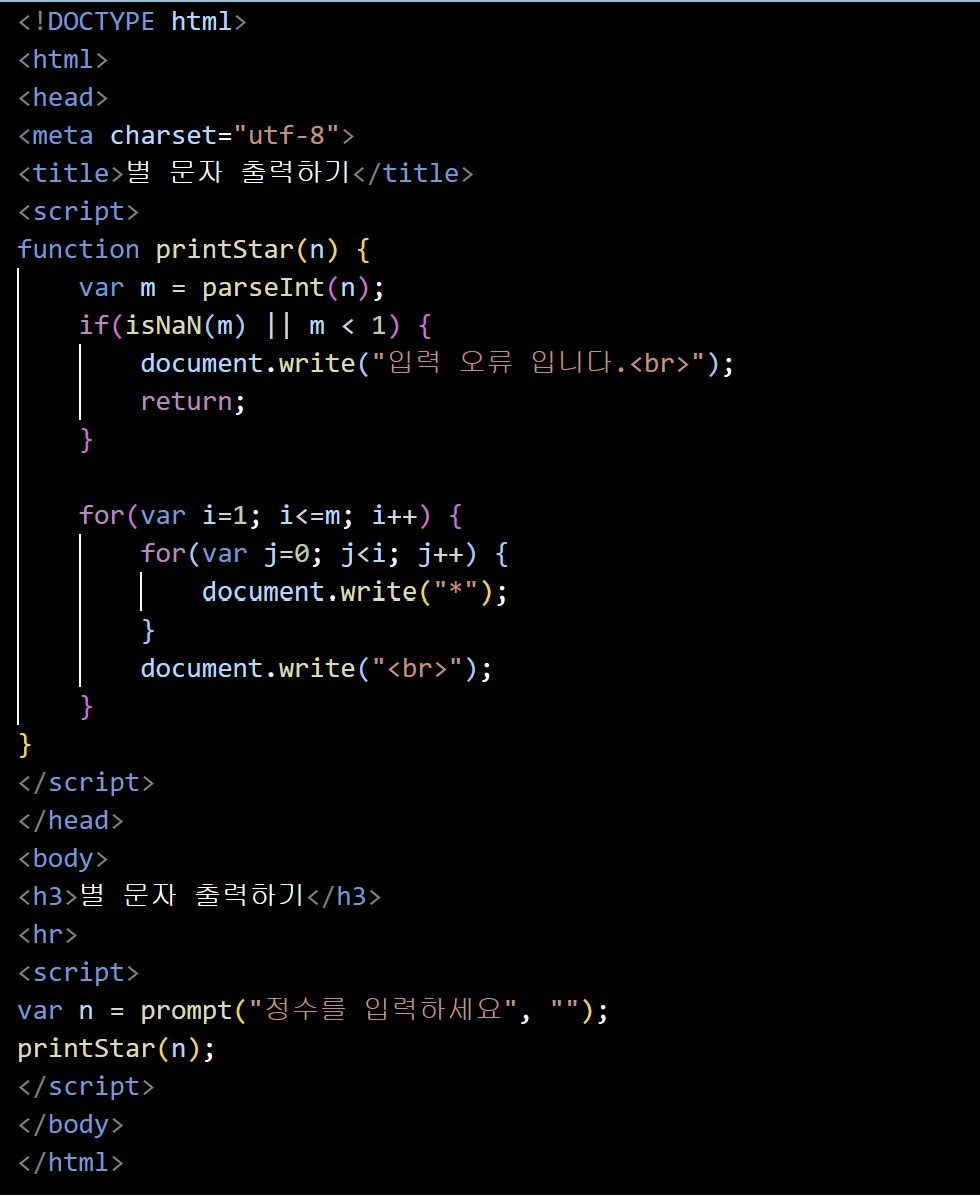 <!DOCTYPE html>
<html>
<head>
<meta charset="utf-8">
<title>별 문자 출력하기</title>
<script>
function printStar(n) {
    var m = parseInt(n);
    if(isNaN(m) || m < 1) {
        document.write("입력 오류 입니다.<br>");
        return;
    }

    for(var i=1; i<=m; i++) {
        for(var j=0; j<i; j++) {
            document.write("*");
        }
        document.write("<br>");
    }
}
</script>
</head>
<body>
<h3>별 문자 출력하기</h3>
<hr>
<script>
var n = prompt("정수를 입력하세요", "");
printStar(n);
</script>
</body>
</html>